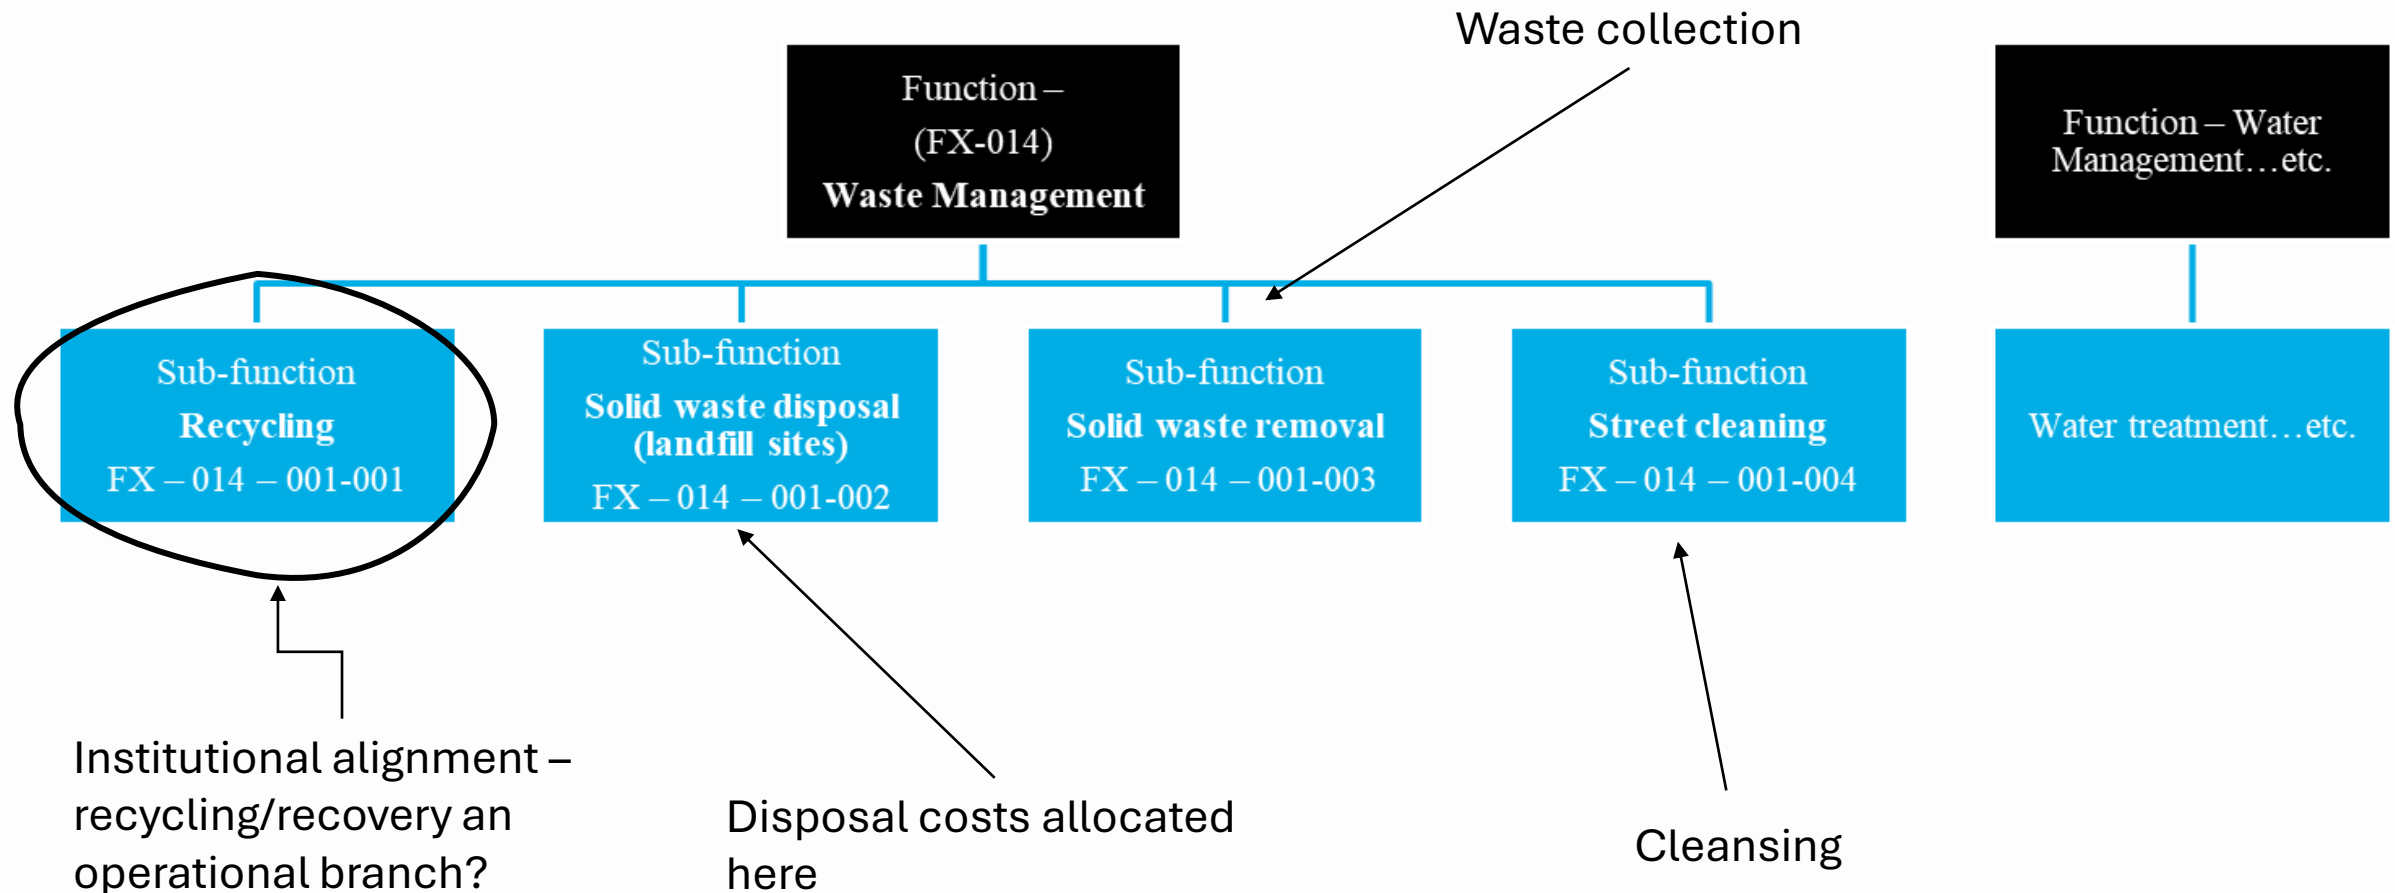 Waste collection
Function –
(FX-014)
Waste Management
Function – Water
Management…etc.
Sub-function
Recycling
FX – 014 – 001-001
Sub-function
Solid waste disposal
(landfill sites)
FX – 014 – 001-002
Sub-function
Solid waste removal
FX – 014 – 001-003
Sub-function
Street cleaning
FX – 014 – 001-004
Water treatment…etc.
Institutional alignment –
recycling/recovery an
operational branch?
Disposal costs allocated
here
Cleansing